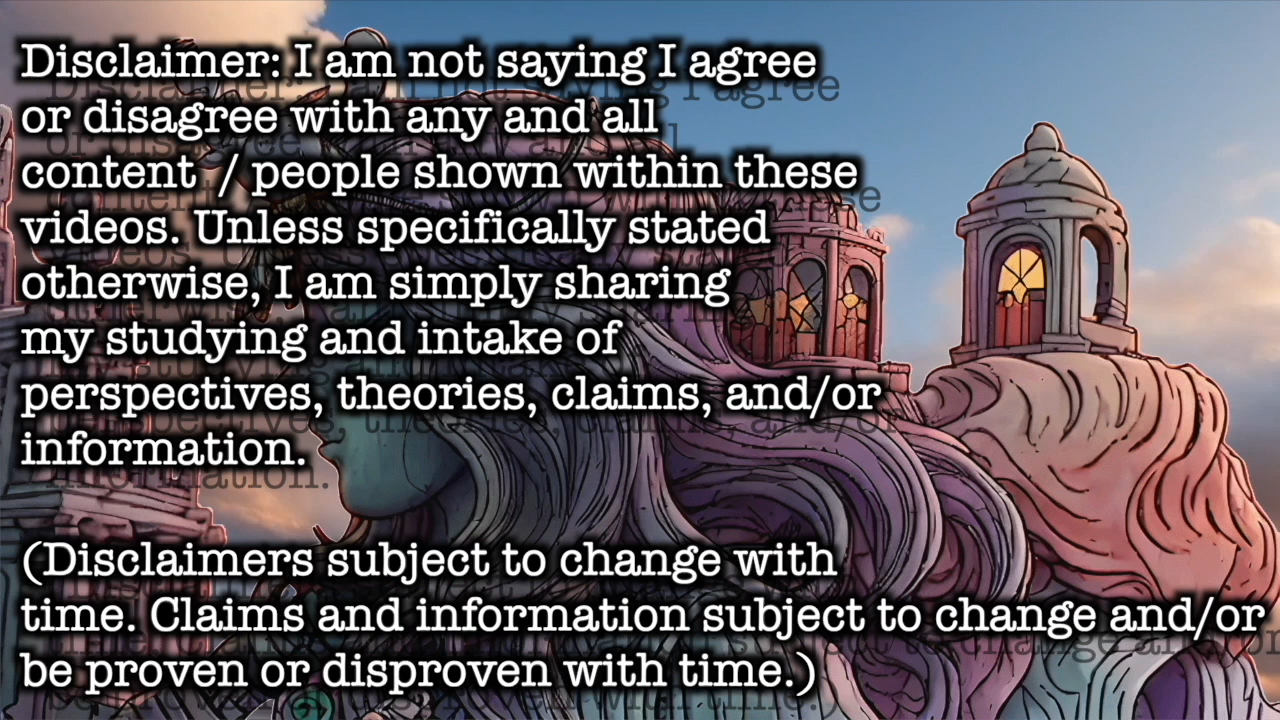 Disclaimer: I am not saying I agree
or disagree with any and all
content / people shown within these
videos. Unless specifically stated
otherwise, I am simply sharing
my studying and intake of
perspectives, theories, claims, and/or
information.
(Disclaimers subject to change with
time. Claims and information subject to change and/or
be proven or disproven with time.)